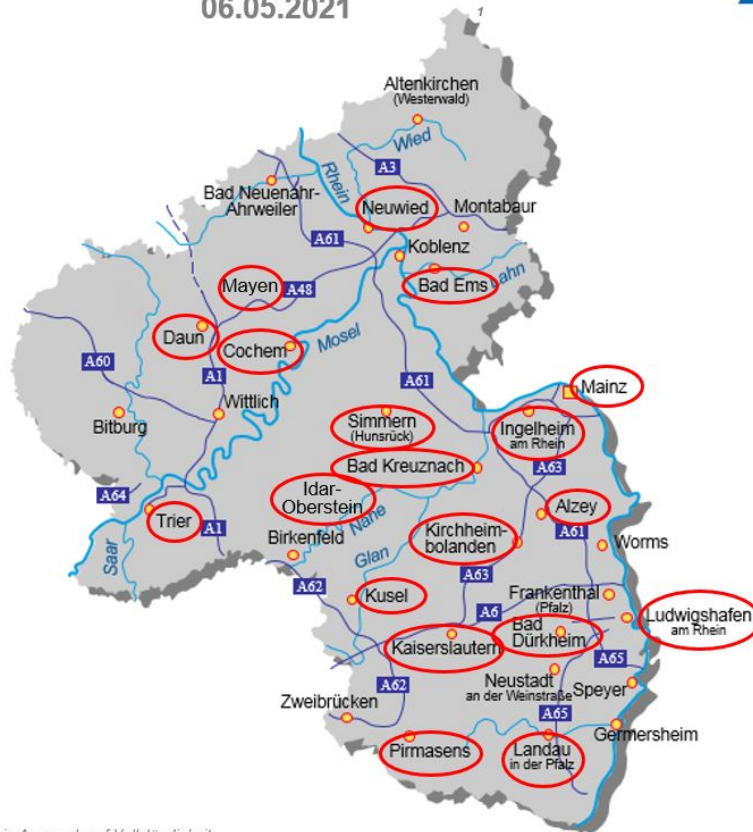 06.05.2021
1
Altenkirchen
(Westerwald)
Wied
A3
Rhein
Bad Neuenahr-
Ahrweiler
Neuwied
Montabaur
A61
Koblenz
Mayen
A48
Bad Ems
Lahn
Daun
Cochem
Mosel
A60
A1
A61
Mainz
Wittlich
Bitburg
Simmern
(Hunsrück)
Ingelheim
am Rhein
Bad Kreuznach
A63
Idar-
Oberstein
A64
Trier
A1
Nahe
Alzey
Kirchheim-
bolanden
A61
Worms
Birkenfeld
Saar
Glan
A62
A63
Kusel
Frankenthal
(Pfalz)
A6
Ludwigshafen
am Rhein
Bad
Dürkheim
Kaiserslautern
A65
A62
Neustadt
an der Weinstraße
Speyer
Zweibrücken
A65
Germersheim
Pirmasens
Landau
in der Pfalz